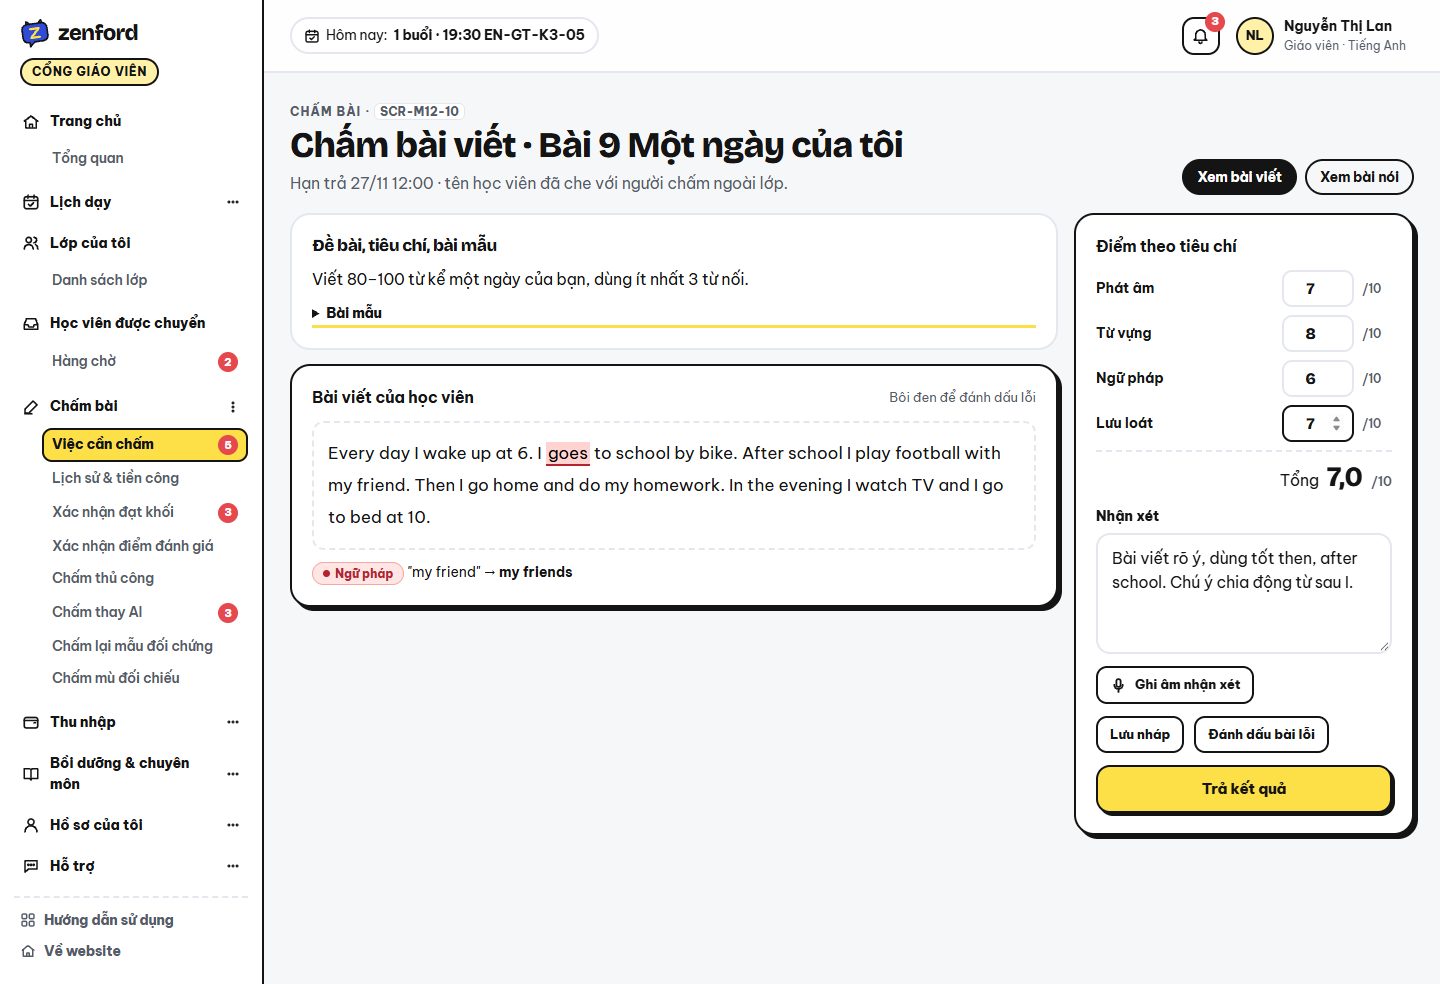 zenford
CỔNG GIÁO VIÊN
Trang chủ
Tổng quan
Lịch dạy
Lớp của tôi
Danh sách lớp
Học viên được chuyển
Hàng chờ 2
Chấm bài
Việc cần chấm 5
Lịch sử & tiền công
Xác nhận đạt khối 3
Xác nhận điểm đánh giá
Chấm thủ công
Chấm thay AI 3
Chấm lại mẫu đối chứng
Chấm mù đối chiếu
Thu nhập
Bồi dưỡng & chuyên
môn
Hồ sơ của tôi
Hỗ trợ
Hướng dẫn sử dụng
Về website
Hôm nay: 1 buổi · 19:30 EN-GT-K3-05
3
NL
Nguyễn Thị Lan
Giáo viên · Tiếng Anh
CHẤM BÀI · SCR-M12-10
Chấm bài viết · Bài 9 Một ngày của tôi
Hạn trả 27/11 12:00 · tên học viên đã che với người chấm ngoài lớp.
Xem bài viết
Xem bài nói
Đề bài, tiêu chí, bài mẫu
Viết 80–100 từ kể một ngày của bạn, dùng ít nhất 3 từ nối.
Bài mẫu
Bài viết của học viên
Bôi đen để đánh dấu lỗi
Every day I wake up at 6. I goes to school by bike. After school I play football with
my friend. Then I go home and do my homework. In the evening I watch TV and I go
to bed at 10.
Ngữ pháp "my friend" → my friends
Điểm theo tiêu chí
Phát âm 7 /10
Từ vựng 8 /10
Ngữ pháp 6 /10
Lưu loát 7 /10
Tổng 7,0 /10
Nhận xét
Bài viết rõ ý, dùng tốt then, after
school. Chú ý chia động từ sau I.
Ghi âm nhận xét
Lưu nháp
Đánh dấu bài lỗi
Trả kết quả